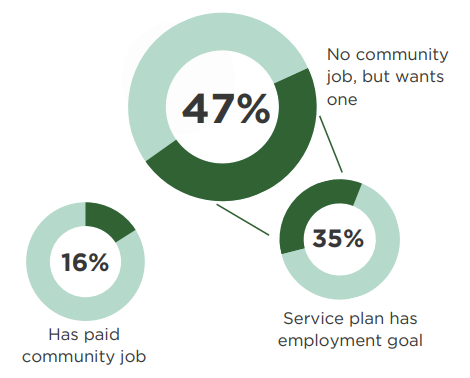 47%
No community
job, but wants
one
16%
Has paid
community job
35%
Service plan has
employment goal